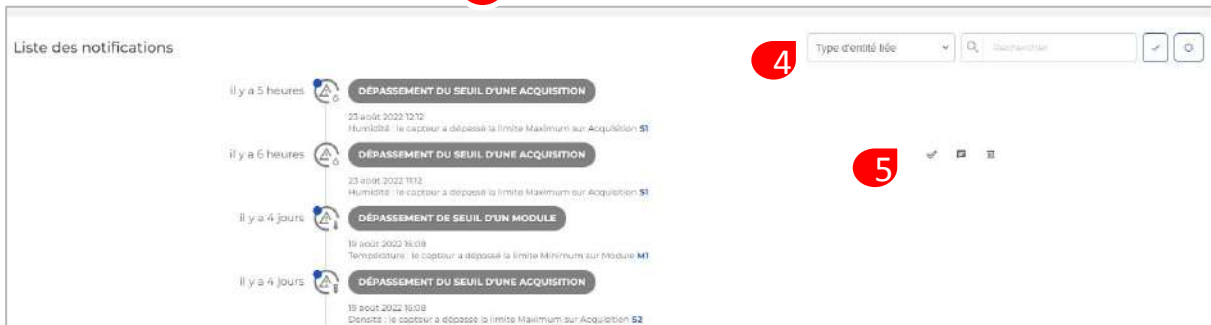 Liste des notifications
4
Type d'entité liée
Rechercher
il y a 5 heures
DÉPASSEMENT DU SEUIL D'UNE ACQUISITION
23 août 2022 12:12
Humidité : le capteur a dépassé la limite Maximum sur Acquisition S1
il y a 6 heures
DÉPASSEMENT DU SEUIL D'UNE ACQUISITION
5
23 août 2022 11:12
Humidité : le capteur a dépassé la limite Maximum sur Acquisition S1
il y a 4 jours
DÉPASSEMENT DE SEUIL D'UN MODULE
19 août 2022 16:08
Température : le capteur a dépassé la limite Minimum sur Module M1
il y a 4 jours
DÉPASSEMENT DU SEUIL D'UNE ACQUISITION
19 août 2022 16:08
Densité : le capteur a dépassé la limite Maximum sur Acquisition S2